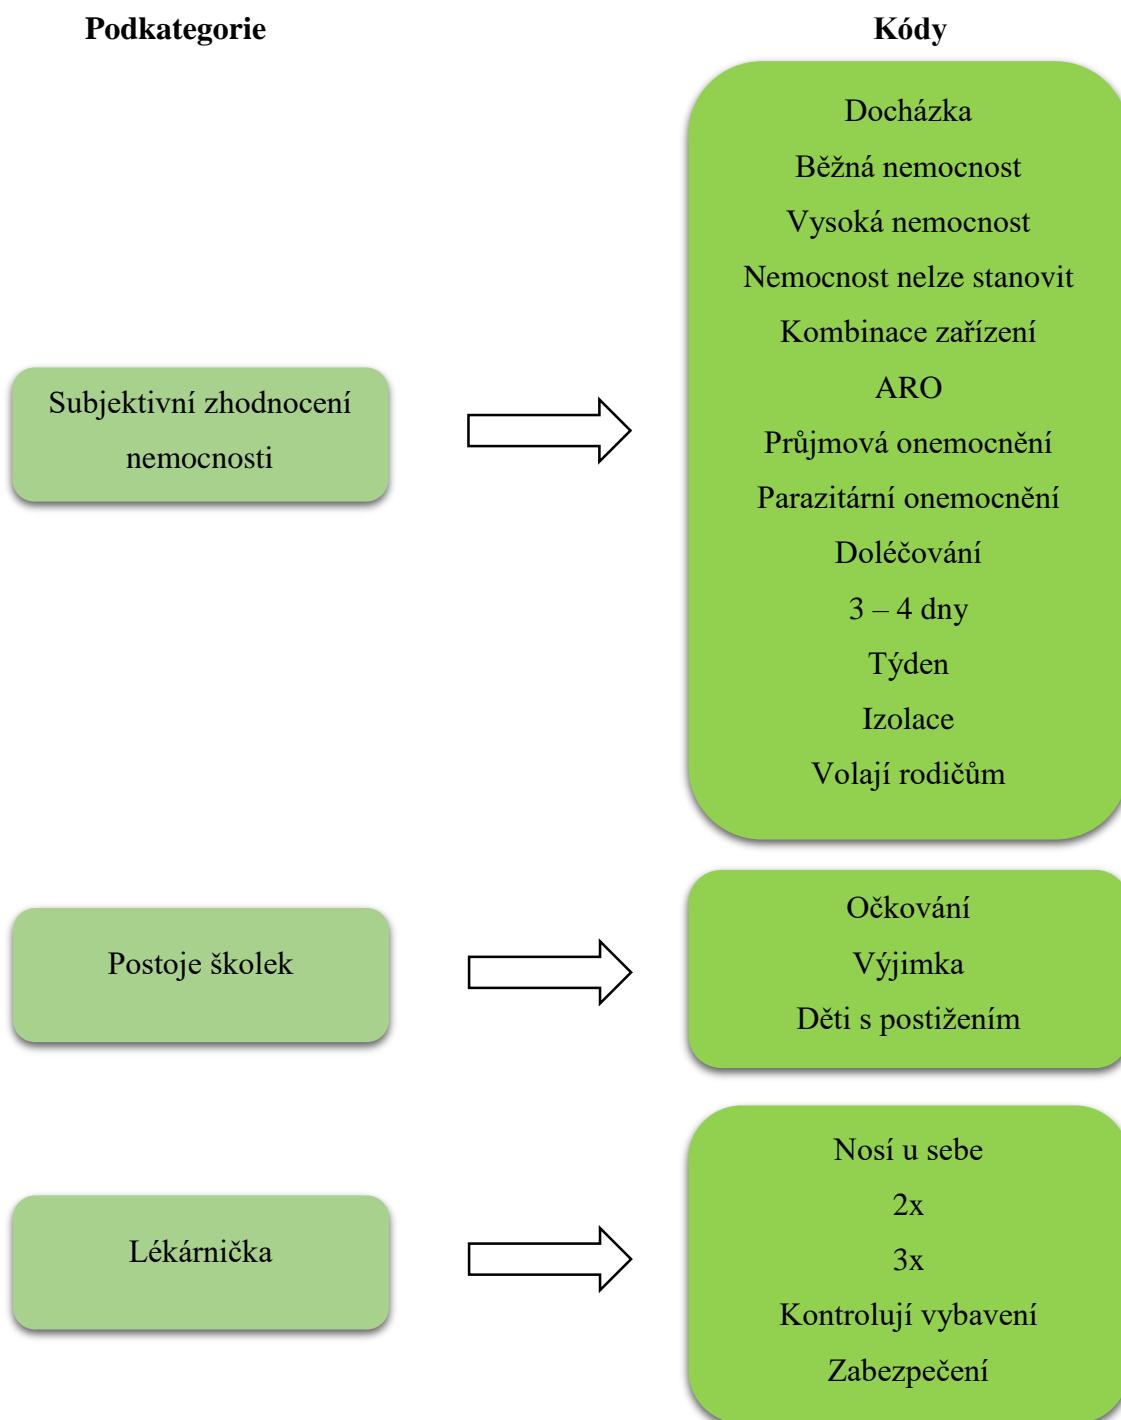 Podkategorie
Kódy
Subjektivní zhodnocení
nemocnosti
Docházka
Běžná nemocnost
Vysoká nemocnost
Nemocnost nelze stanovit
Kombinace zařízení
ARO
Průjmová onemocnění
Parazitární onemocnění
Doléčování
3 – 4 dny
Týden
Izolace
Volají rodičům
Postoje školek
Očkování
Výjimka
Děti s postižením
Lékárnička
Nosí u sebe
2x
3x
Kontrolují vybavení
Zabezpečení